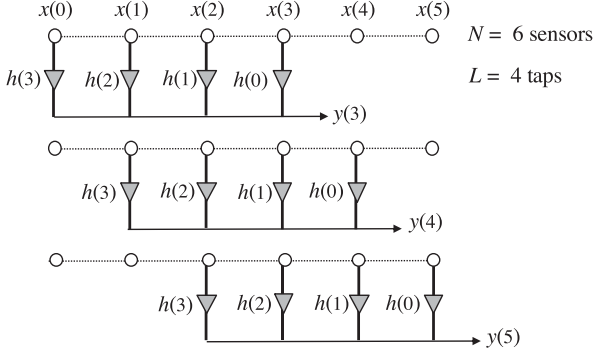 x(0) x(1) x(2) x(3) x(4) x(5)
N = 6 sensors
L = 4 taps
h(3) h(2) h(1) h(0)
y(3)
h(3) h(2) h(1) h(0)
y(4)
h(3) h(2) h(1) h(0)
y(5)